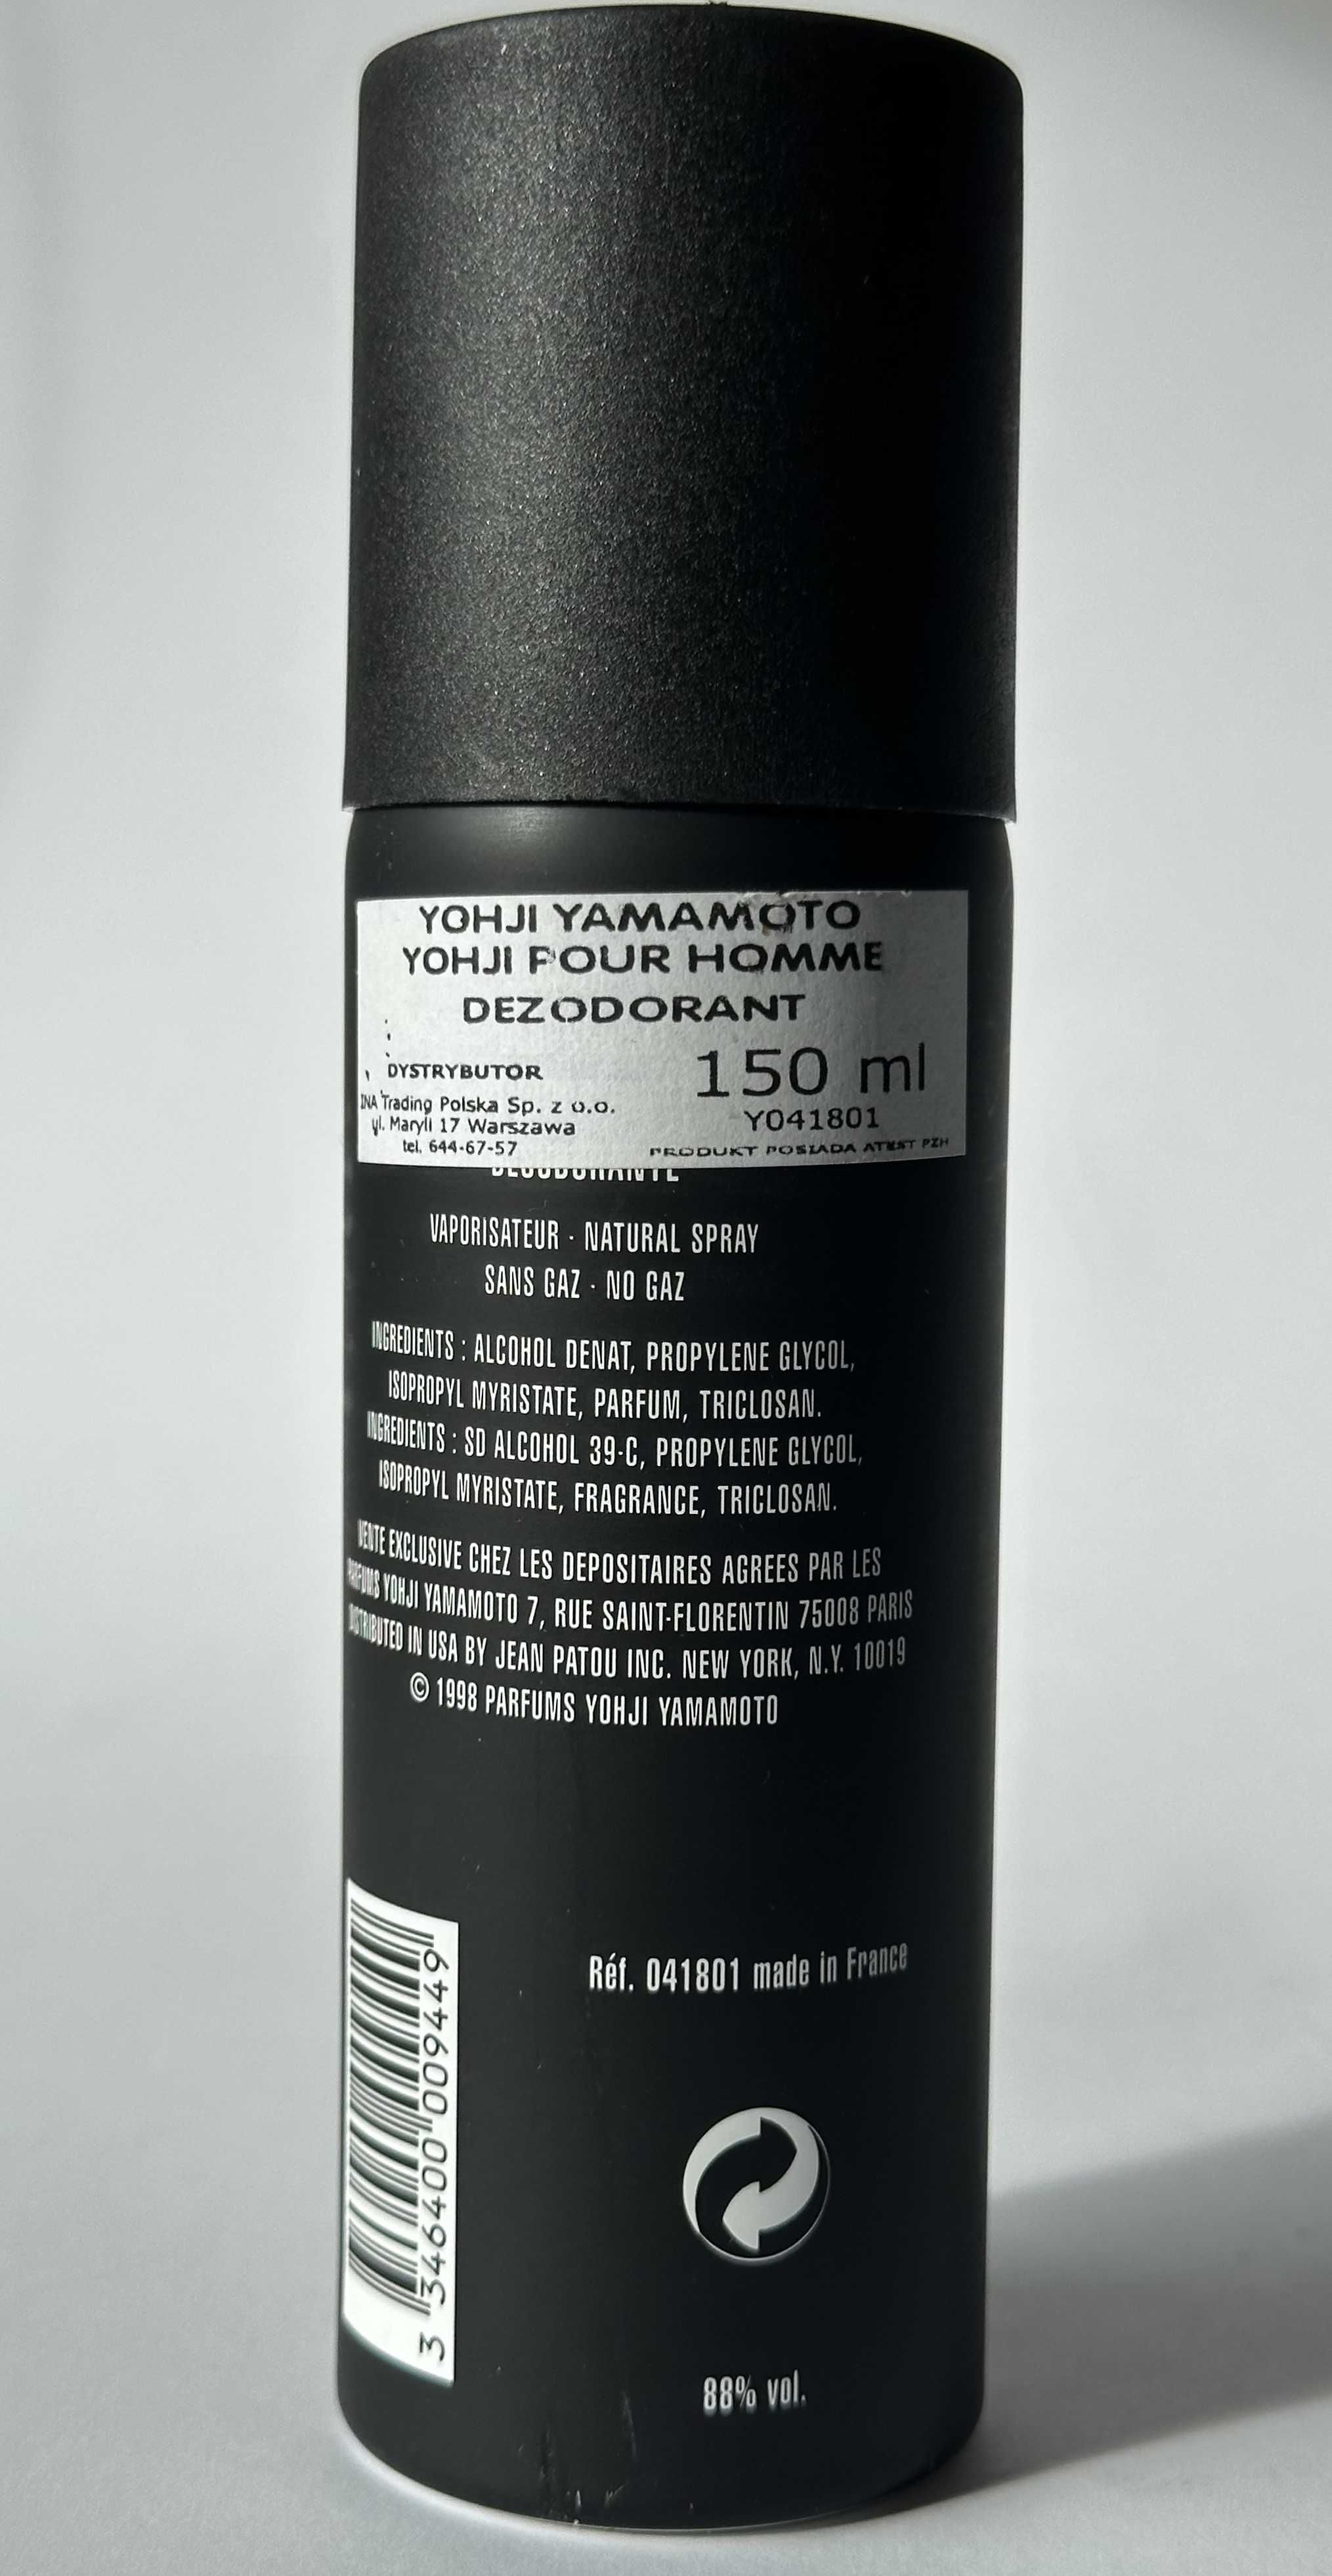 YOHJI YAMAMOTO
YOHJI POUR HOMME
DEZODORANT
DYSTRYBUTOR
INA Trading Polska Sp. z o.o.
ul. Maryli 17 Warszawa
tel. 644-67-57
150 ml
Y041801
PRODUKT POSIADA ATEST PZH
VAPORISATEUR · NATURAL SPRAY
SANS GAZ · NO GAZ
INGREDIENTS : ALCOHOL DENAT, PROPYLENE GLYCOL,
ISOPROPYL MYRISTATE, PARFUM, TRICLOSAN.
INGREDIENTS : SD ALCOHOL 39-C, PROPYLENE GLYCOL,
ISOPROPYL MYRISTATE, FRAGRANCE, TRICLOSAN.
VENTE EXCLUSIVE CHEZ LES DEPOSITAIRES AGREES PAR LES
PARFUMS YOHJI YAMAMOTO 7, RUE SAINT-FLORENTIN 75008 PARIS
DISTRIBUTED IN USA BY JEAN PATOU INC. NEW YORK, N.Y. 10019
© 1998 PARFUMS YOHJI YAMAMOTO
Réf. 041801 made in France
3 346400 009449
88% vol.